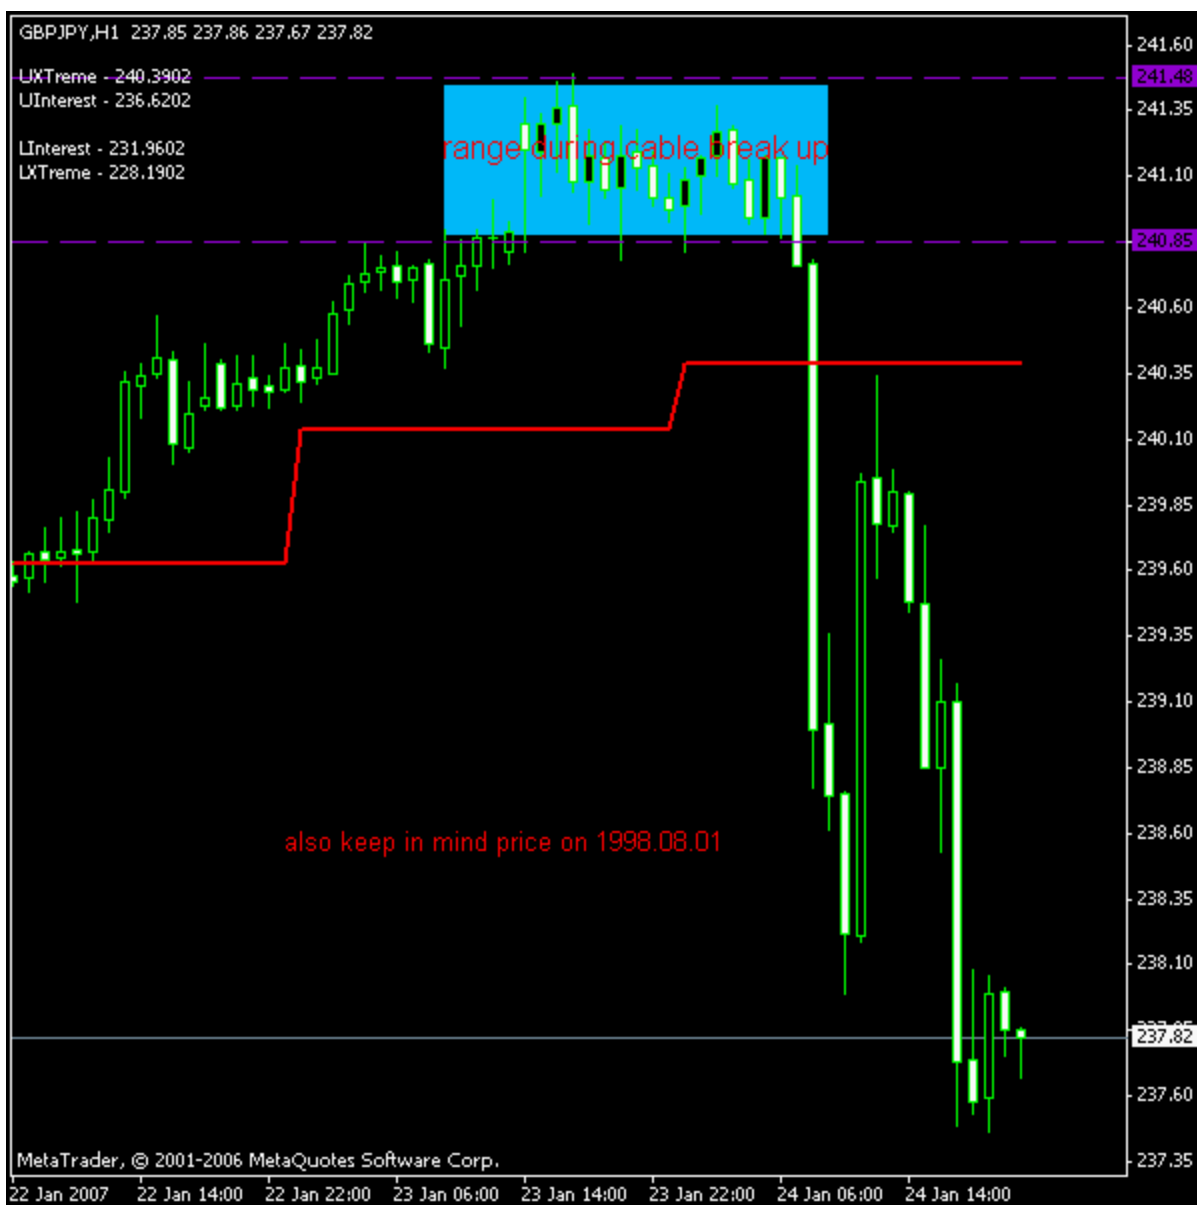 GBPJPY,H1 237.85 237.86 237.67 237.82
241.60
UXTreme - 240.3902
241.48
UInterest - 236.6202
241.35
range during cable break up
LInterest - 231.9602
LXTreme - 228.1902
241.10
240.85
240.60
240.35
240.10
239.85
239.60
239.35
239.10
238.85
also keep in mind price on 1998.08.01
238.60
238.35
238.10
237.82
237.60
MetaTrader, © 2001-2006 MetaQuotes Software Corp.
237.35
22 Jan 2007 22 Jan 14:00 22 Jan 22:00 23 Jan 06:00 23 Jan 14:00 23 Jan 22:00 24 Jan 06:00 24 Jan 14:00